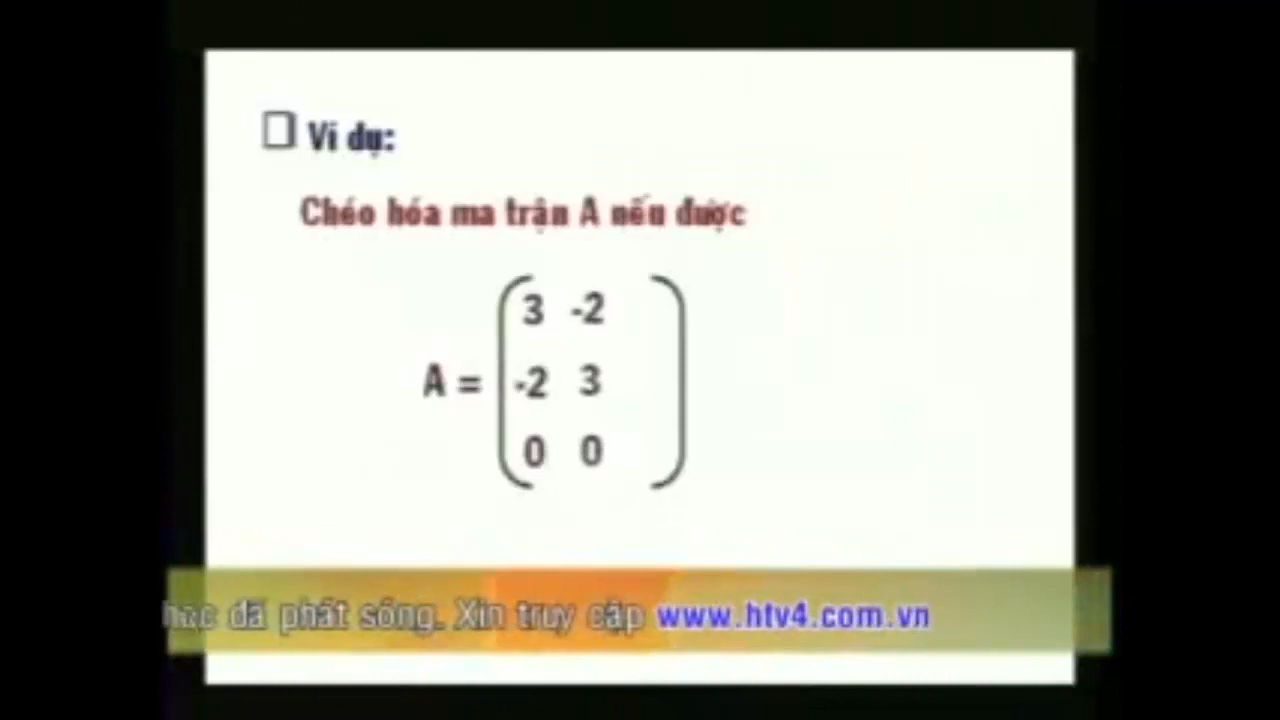 Ví dụ:
Chéo hóa ma trận A nếu được
3 -2
A = -2 3
0 0
học đã phát sóng. Xin truy cập www.htv4.com.vn